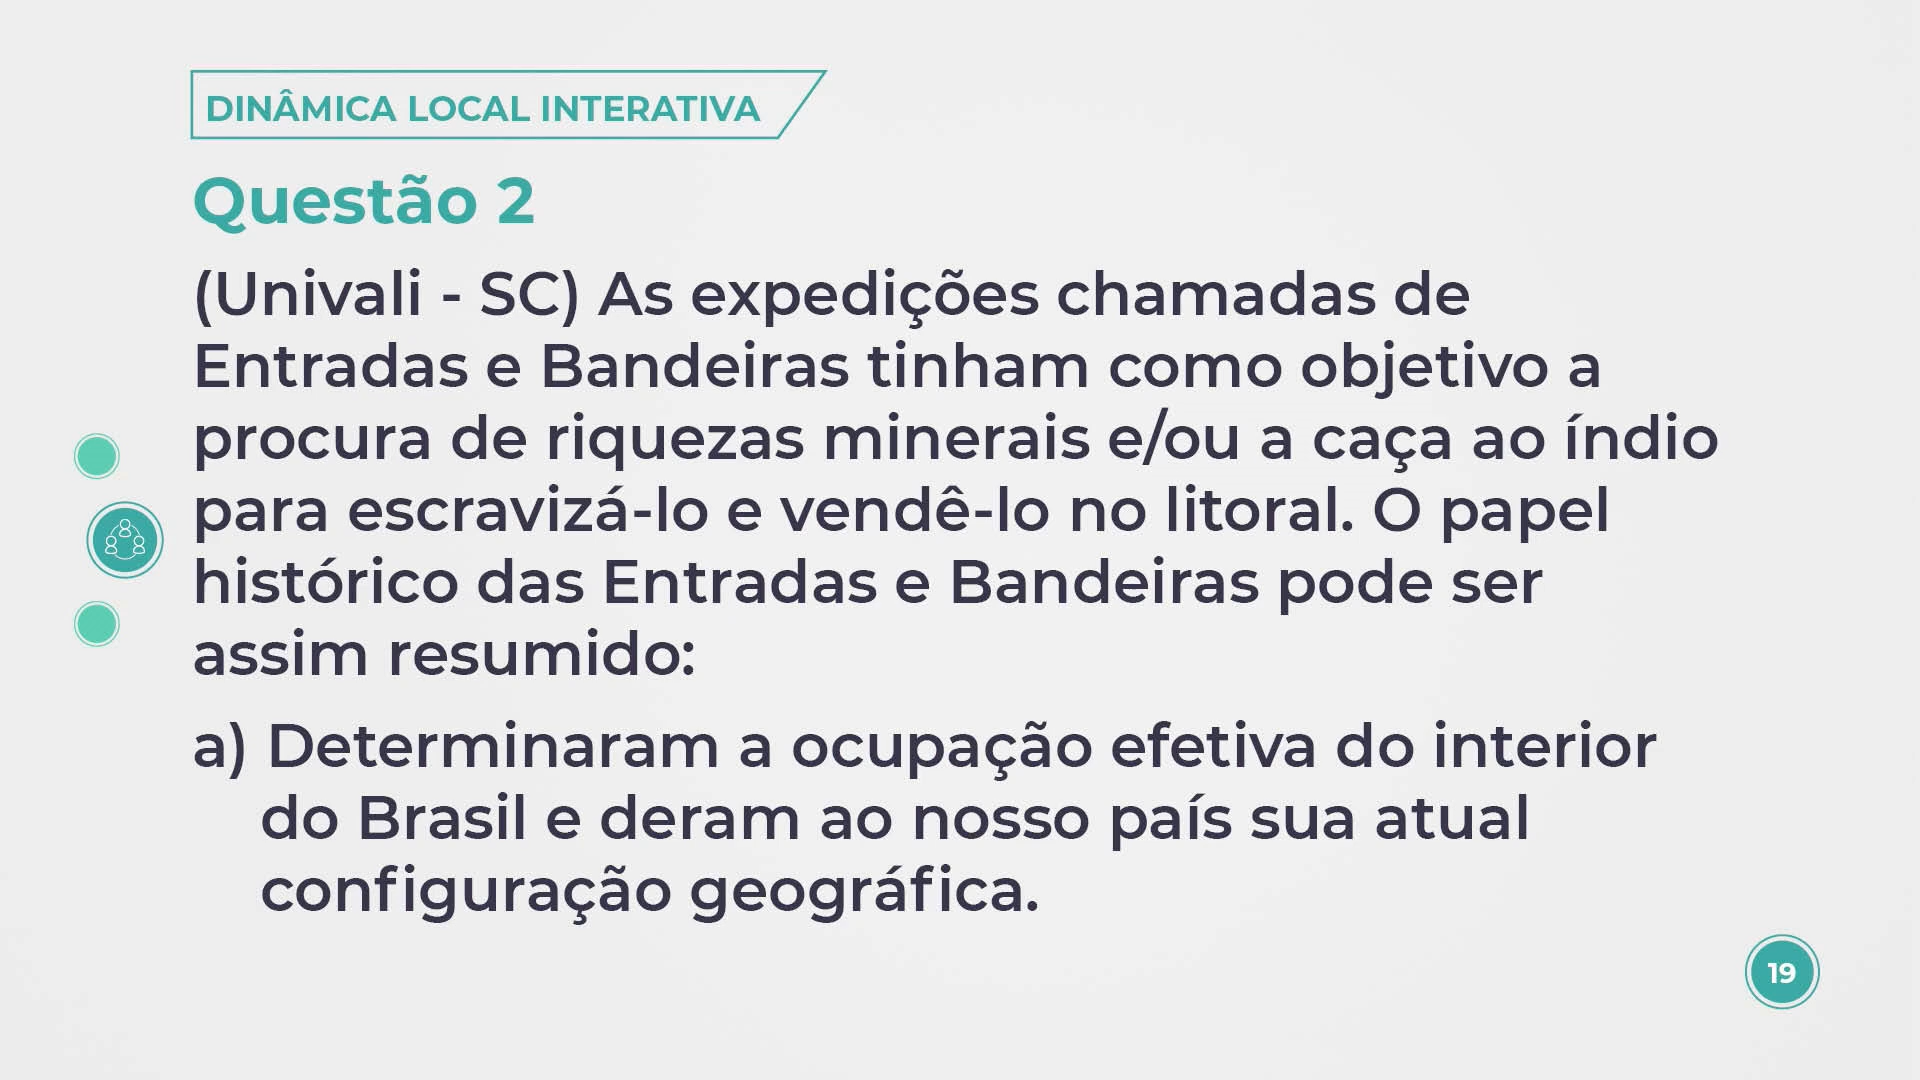 DINÂMICA LOCAL INTERATIVA
Questão 2
(Univali - SC) As expedições chamadas de
Entradas e Bandeiras tinham como objetivo a
procura de riquezas minerais e/ou a caça ao índio
para escravizá-lo e vendê-lo no litoral. O papel
histórico das Entradas e Bandeiras pode ser
assim resumido:
a) Determinaram a ocupação efetiva do interior
do Brasil e deram ao nosso país sua atual
configuração geográfica.
19